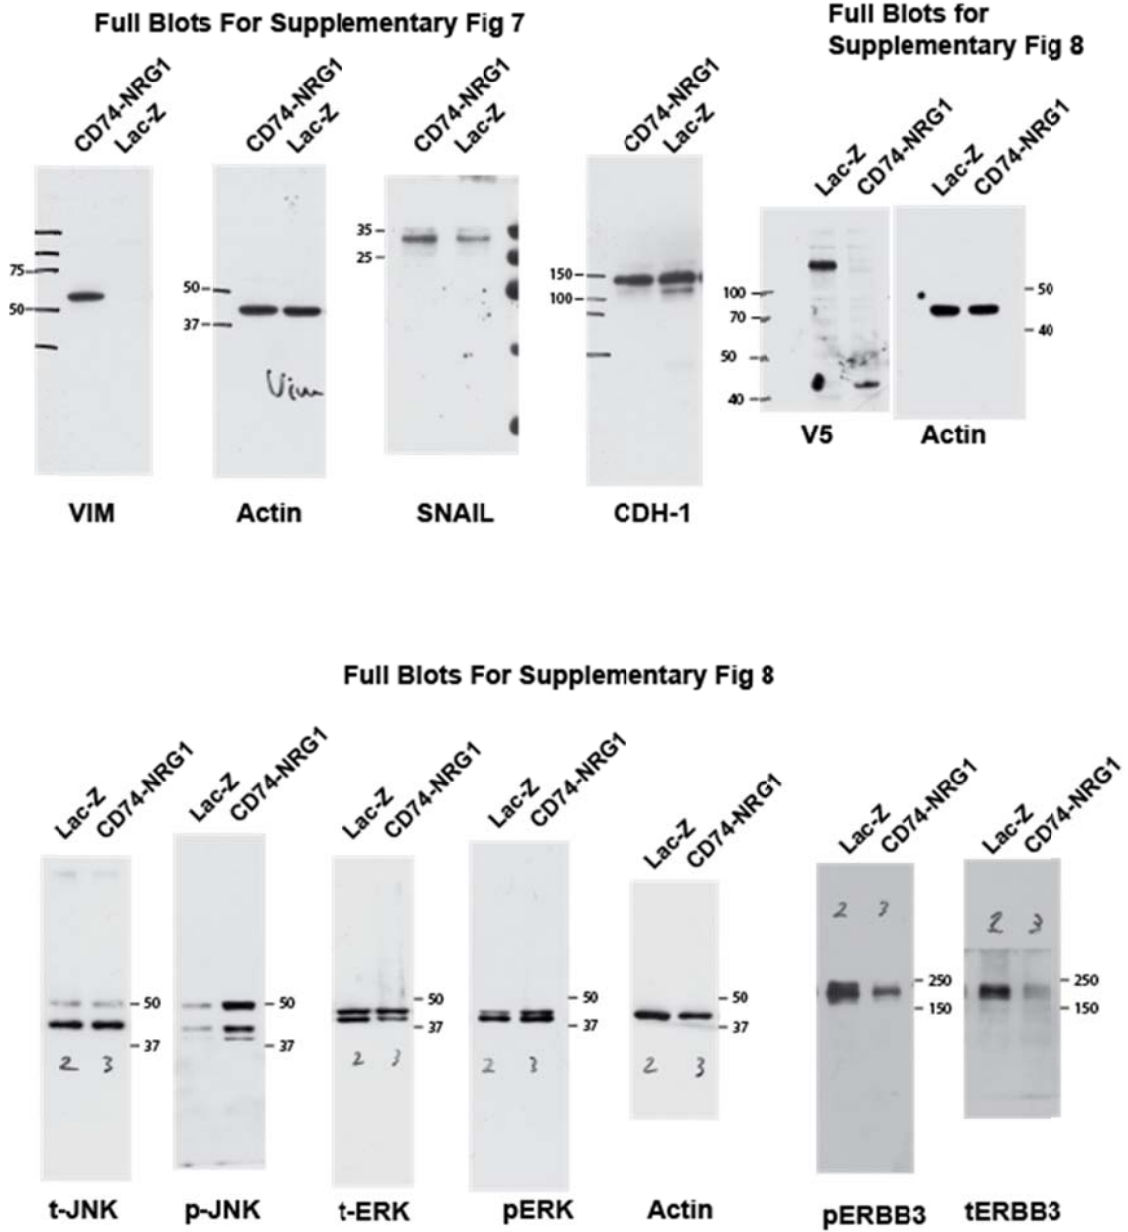 Full Blots For Supplementary Fig 7
Full Blots for
Supplementary Fig 8
CD74-NRG1
Lac-Z
CD74-NRG1
Lac-Z
CD74-NRG1
Lac-Z
CD74-NRG1
Lac-Z
Lac-Z
CD74-NRG1
Lac-Z
CD74-NRG1
75
50
50
37
Vim
35
25
150
100
100
70
50
40
50
40
VIM
Actin
SNAIL
CDH-1
V5
Actin
Full Blots For Supplementary Fig 8
Lac-Z
CD74-NRG1
Lac-Z
CD74-NRG1
Lac-Z
CD74-NRG1
Lac-Z
CD74-NRG1
Lac-Z
CD74-NRG1
Lac-Z
CD74-NRG1
Lac-Z
CD74-NRG1
50
37
2 3
50
37
50
37
2 3
50
37
2 3
50
37
2 3
2 3
250
150
2 3
250
150
t-JNK
p-JNK
t-ERK
pERK
Actin
pERBB3
tERBB3